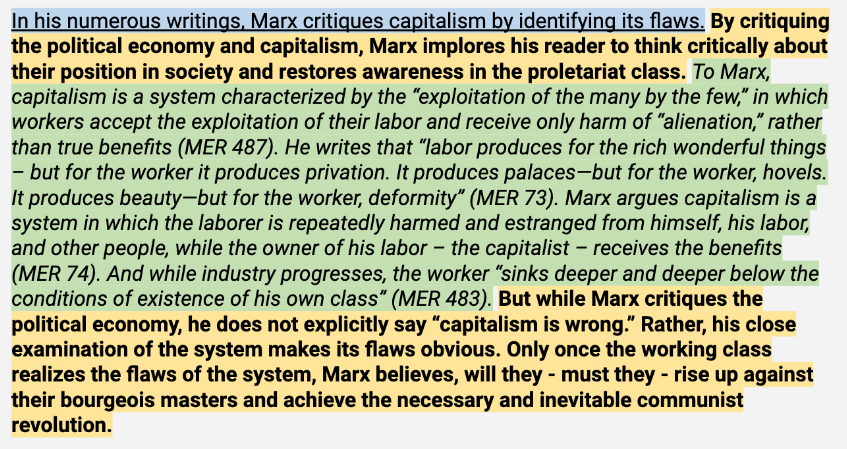 In his numerous writings, Marx critiques capitalism by identifying its flaws. By critiquing
the political economy and capitalism, Marx implores his reader to think critically about
their position in society and restores awareness in the proletariat class. To Marx,
capitalism is a system characterized by the “exploitation of the many by the few,” in which
workers accept the exploitation of their labor and receive only harm of “alienation,” rather
than true benefits (MER 487). He writes that “labor produces for the rich wonderful things
– but for the worker it produces privation. It produces palaces—but for the worker, hovels.
It produces beauty—but for the worker, deformity” (MER 73). Marx argues capitalism is a
system in which the laborer is repeatedly harmed and estranged from himself, his labor,
and other people, while the owner of his labor – the capitalist – receives the benefits
(MER 74). And while industry progresses, the worker “sinks deeper and deeper below the
conditions of existence of his own class” (MER 483). But while Marx critiques the
political economy, he does not explicitly say “capitalism is wrong.” Rather, his close
examination of the system makes its flaws obvious. Only once the working class
realizes the flaws of the system, Marx believes, will they - must they - rise up against
their bourgeois masters and achieve the necessary and inevitable communist
revolution.